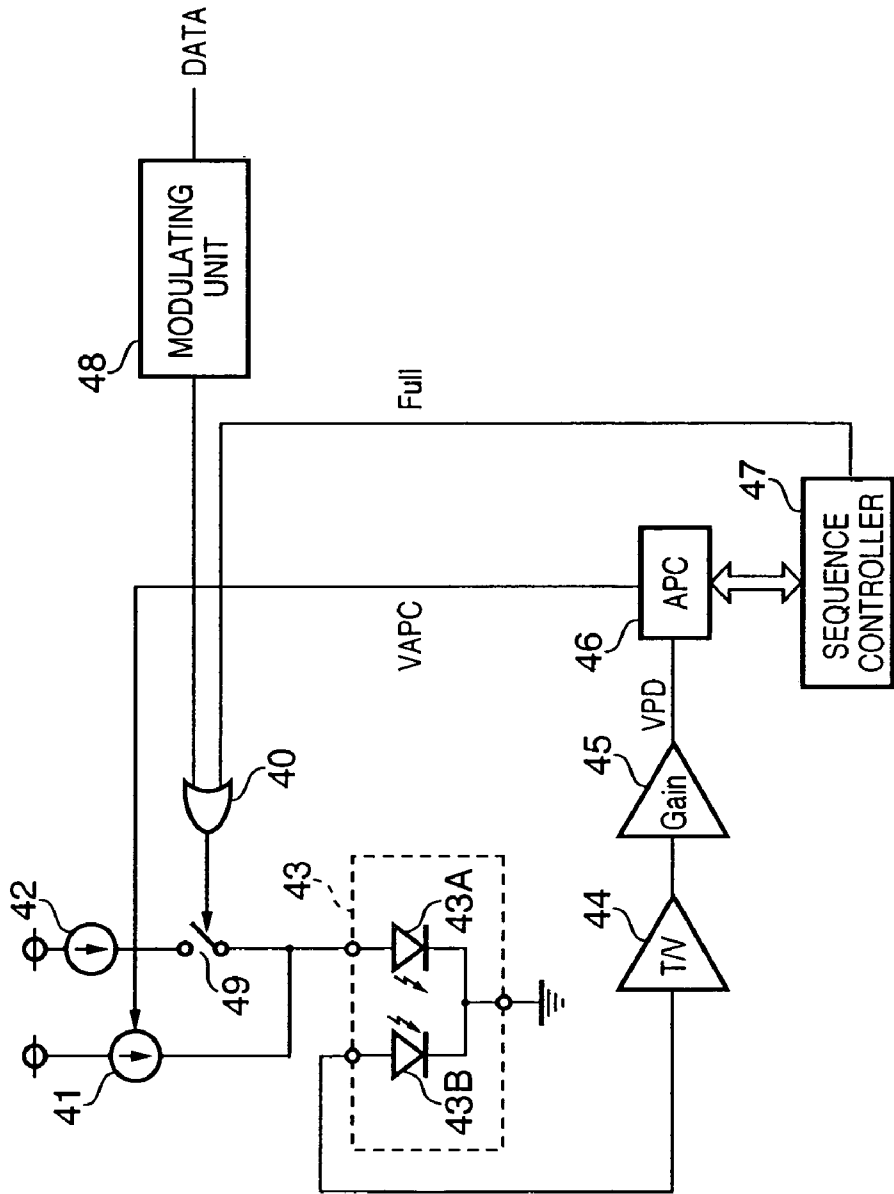 42
41
49
40
48
MODULATING
UNIT
DATA
43
43A
43B
VAPC
Full
44
T/V
45
Gain
VPD
46
APC
47
SEQUENCE
CONTROLLER